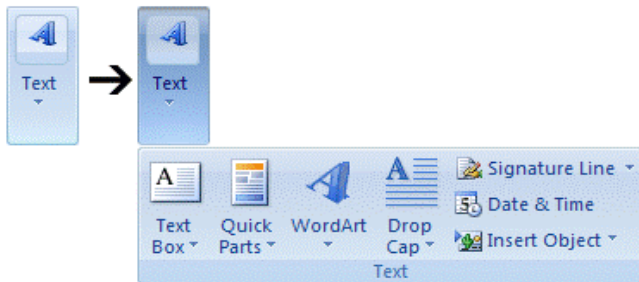 Text
Text
Text Box
Quick Parts
WordArt
Drop Cap
Signature Line
Date & Time
Insert Object
Text